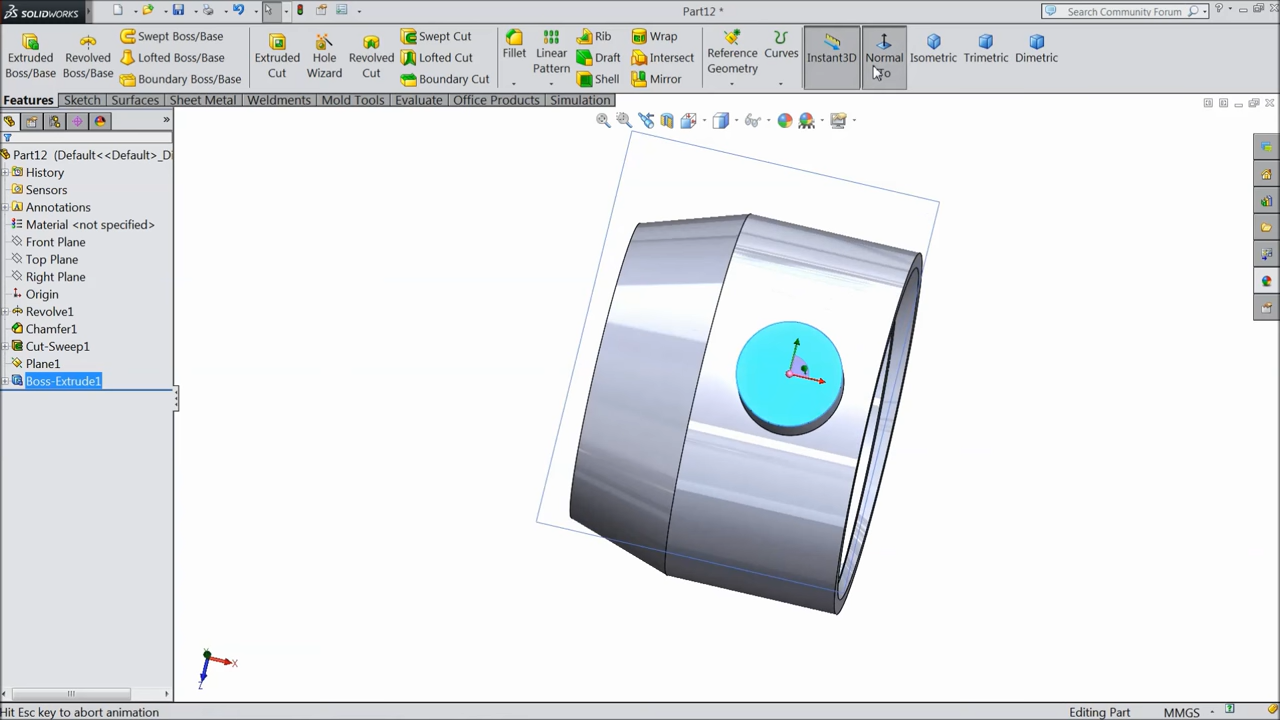 SOLIDWORKS
Part12 *
Search Community Forum
Extruded Boss/Base
Revolved Boss/Base
Swept Boss/Base
Lofted Boss/Base
Boundary Boss/Base
Extruded Cut
Hole Wizard
Revolved Cut
Swept Cut
Lofted Cut
Boundary Cut
Fillet
Linear Pattern
Rib
Draft
Shell
Wrap
Intersect
Mirror
Reference Geometry
Curves
Instant3D
Normal To
Isometric
Trimetric
Dimetric
Features Sketch Surfaces Sheet Metal Weldments Mold Tools Evaluate Office Products Simulation
Part12 (Default<<Default>_Di
History
Sensors
Annotations
Material <not specified>
Front Plane
Top Plane
Right Plane
Origin
Revolve1
Chamfer1
Cut-Sweep1
Plane1
Boss-Extrude1
X
Z
Hit Esc key to abort animation
Editing Part
MMGS